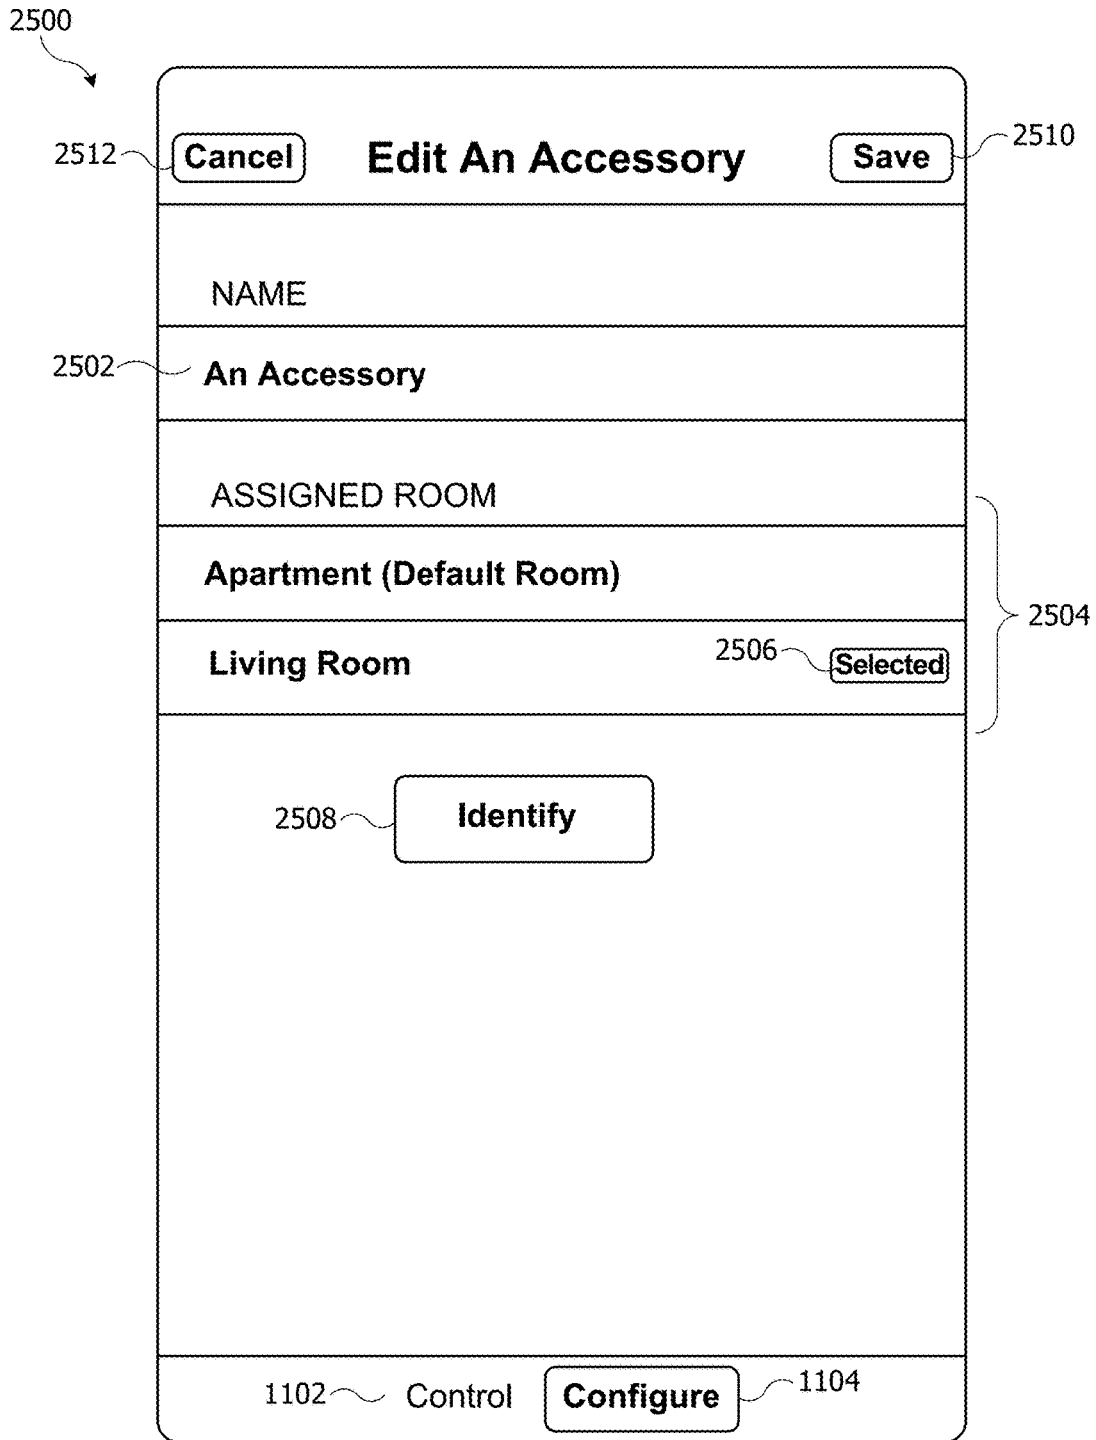 2500
2512 Cancel Edit An Accessory Save 2510
NAME
2502 An Accessory
ASSIGNED ROOM
Apartment (Default Room)
2504
Living Room 2506 Selected
2508 Identify
1102 Control Configure 1104